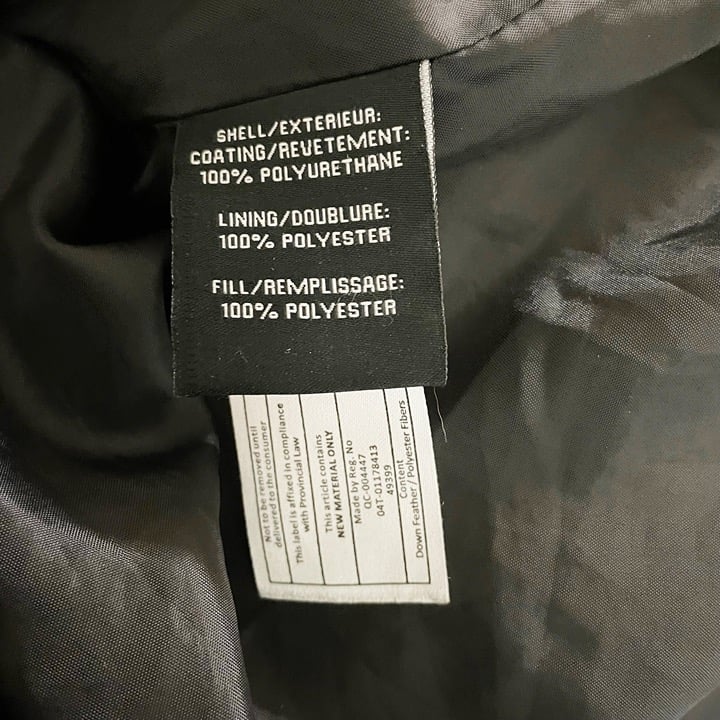 SHELL/EXTERIEUR:
COATING/REVETEMENT:
100% POLYURETHANE
LINING/DOUBLURE:
100% POLYESTER
FILL/REMPLISSAGE:
100% POLYESTER
Not to be removed until
delivered to the consumer
This label is affixed in compliance
with Provincial Law
This article contains
NEW MATERIAL ONLY
Made by Reg. No
QC-004447
04T-01178413
49399
Content
Down Feather / Polyester Fibers